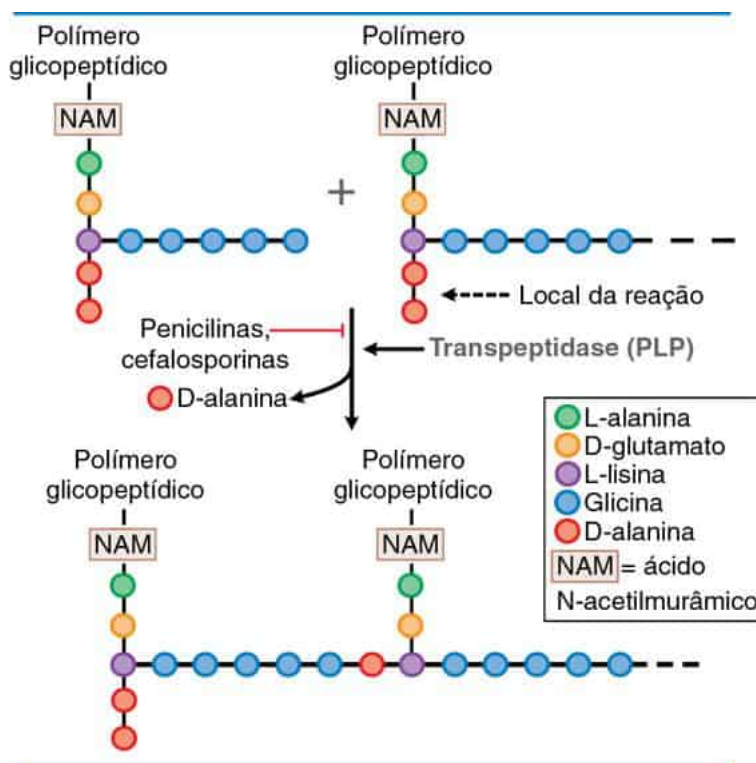 Polímero
glicopeptídico
NAM
Polímero
glicopeptídico
NAM
+
Local da reação
Penicilinas,
cefalosporinas
Transpeptidase (PLP)
D-alanina
Polímero
glicopeptídico
NAM
Polímero
glicopeptídico
NAM
L-alanina
D-glutamato
L-lisina
Glicina
D-alanina
NAM = ácido
N-acetilmurâmico